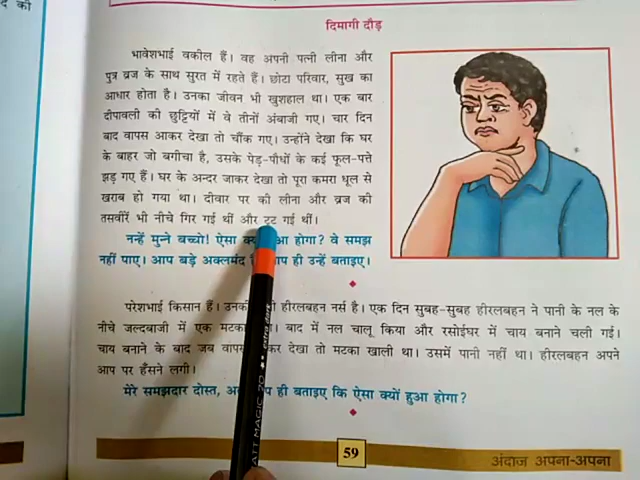 द की
दिमागी दौड़
भावेशभाई वकील हैं। वह अपनी पत्नी लीना और
पुत्र व्रज के साथ सुरत में रहते हैं। छोटा परिवार, सुख का
आधार होता है। उनका जीवन भी खुशहाल था। एक बार
दीपावली की छुट्टियों में वे तीनों अंबाजी गए। चार दिन
बाद वापस आकर देखा तो चौंक गए। उन्होंने देखा कि घर
के बाहर जो बगीचा है, उसके पेड़-पौधों के कई फूल-पत्ते
झड़ गए हैं। घर के अन्दर जाकर देखा तो पूरा कमरा धूल से
खराब हो गया था। दीवार पर की लीना और व्रज की
तसवीरें भी नीचे गिर गई थीं और टूट गई थीं।
नन्हें मुन्ने बच्चो! ऐसा हुआ होगा? वे समझ
नहीं पाए। आप बड़े अक्लमंद आप ही उन्हें बताइए।
परेशभाई किसान हैं। उनकी हीरलबहन नर्स है। एक दिन सुबह-सुबह हीरलबहन ने पानी के नल के
नीचे जल्दबाजी में एक मटका बाद में नल चालू किया और रसोईघर में चाय बनाने चली गई।
चाय बनाने के बाद जब वापस देखा तो मटका खाली था। उसमें पानी नहीं था। हीरलबहन अपने
आप पर हँसने लगी।
मेरे समझदार दोस्त, आप ही बताइए कि ऐसा क्यों हुआ होगा?
59
अंदाज अपना-अपना